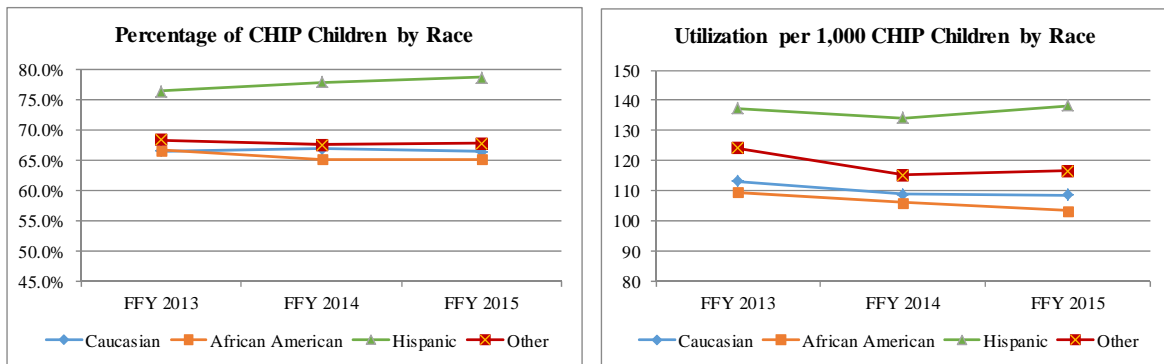 Percentage of CHIP Children by Race
80.0%
75.0%
70.0%
65.0%
60.0%
55.0%
50.0%
45.0%
FFY 2013 FFY 2014 FFY 2015
Caucasian African American Hispanic Other
Utilization per 1,000 CHIP Children by Race
150
140
130
120
110
100
90
80
FFY 2013 FFY 2014 FFY 2015
Caucasian African American Hispanic Other